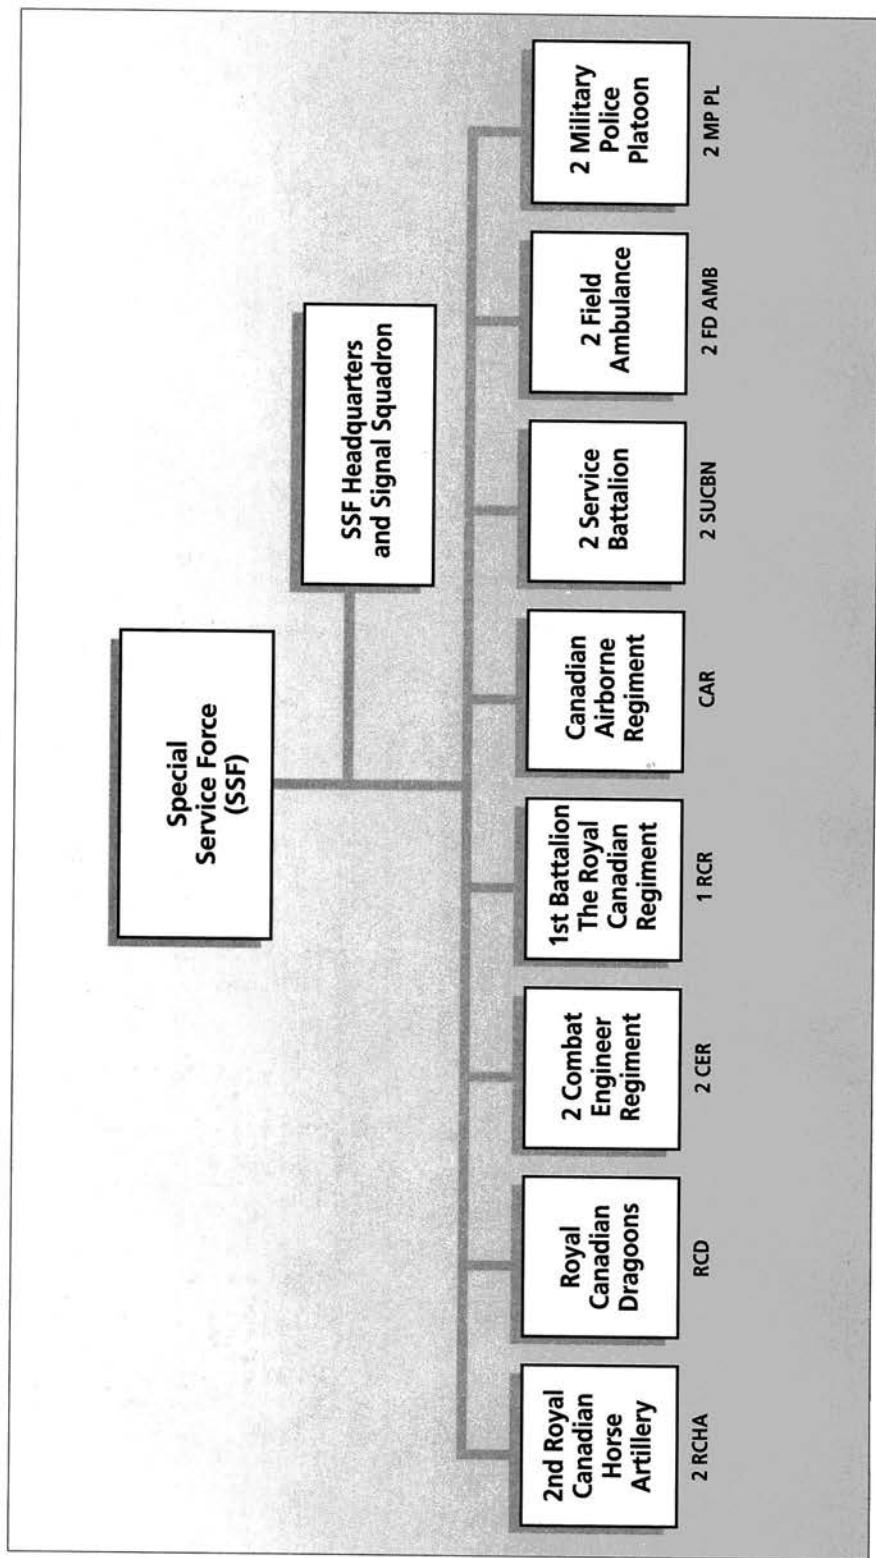 Special
Service Force
(SSF)
SSF Headquarters
and Signal Squadron
2nd Royal
Canadian
Horse
Artillery
2 RCHA
Royal
Canadian
Dragoons
RCD
2 Combat
Engineer
Regiment
2 CER
1st Battalion
The Royal
Canadian
Regiment
1 RCR
Canadian
Airborne
Regiment
CAR
2 Service
Battalion
2 SUCBN
2 Field
Ambulance
2 FD AMB
2 Military
Police
Platoon
2 MP PL